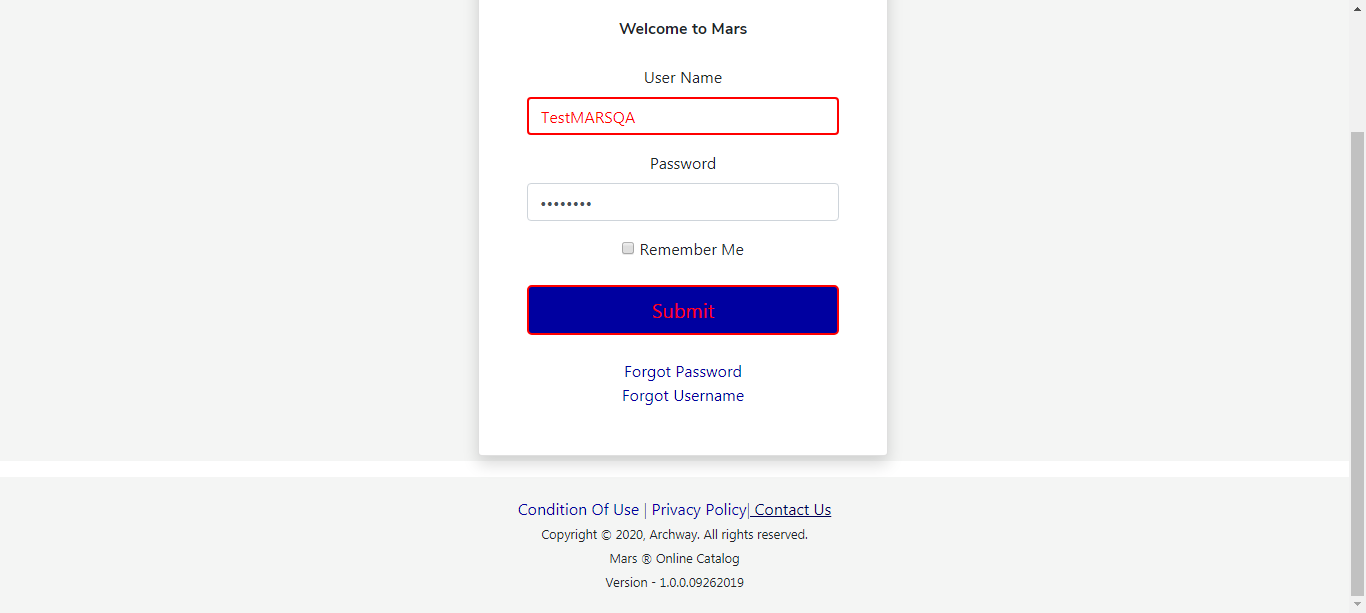 Welcome to Mars
User Name
TestMARSQA
Password
••••••••
Remember Me
Submit
Forgot Password
Forgot Username
Condition Of Use | Privacy Policy| Contact Us
Copyright © 2020, Archway. All rights reserved.
Mars ® Online Catalog
Version - 1.0.0.09262019